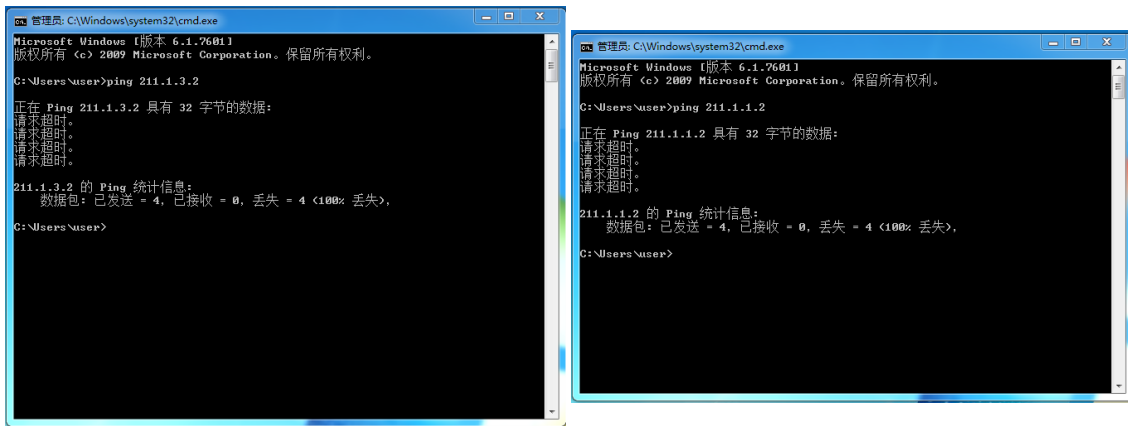 管理员: C:\Windows\system32\cmd.exe
Microsoft Windows [版本 6.1.7601]
版权所有 (c) 2009 Microsoft Corporation。保留所有权利。
C:\Users\user>ping 211.1.3.2
正在 Ping 211.1.3.2 具有 32 字节的数据:
请求超时。
请求超时。
请求超时。
请求超时。
211.1.3.2 的 Ping 统计信息:
数据包: 已发送 = 4, 已接收 = 0, 丢失 = 4 (100% 丢失),
C:\Users\user>
管理员: C:\Windows\system32\cmd.exe
Microsoft Windows [版本 6.1.7601]
版权所有 (c) 2009 Microsoft Corporation。保留所有权利。
C:\Users\user>ping 211.1.1.2
正在 Ping 211.1.1.2 具有 32 字节的数据:
请求超时。
请求超时。
请求超时。
请求超时。
211.1.1.2 的 Ping 统计信息:
数据包: 已发送 = 4, 已接收 = 0, 丢失 = 4 (100% 丢失),
C:\Users\user>